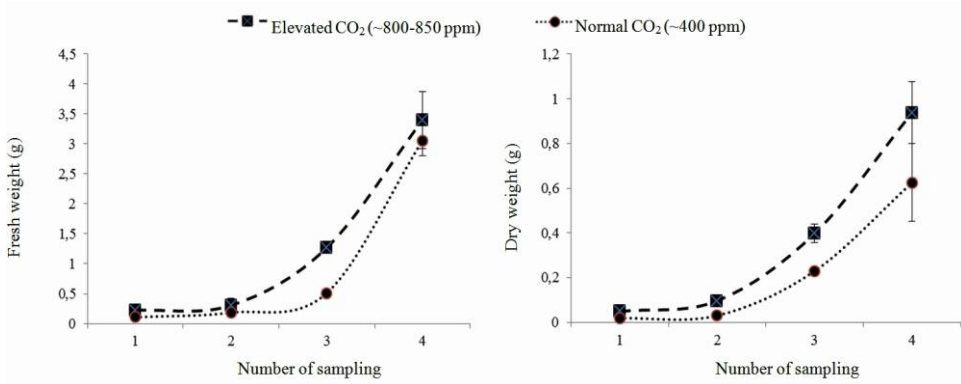 Elevated CO₂ (~800-850 ppm)
Normal CO₂ (~400 ppm)
4,5
4
3,5
3
2,5
2
1,5
1
0,5
0
Fresh weight (g)
1 2 3 4
Number of sampling
1,2
1
0,8
0,6
0,4
0,2
0
Dry weight (g)
1 2 3 4
Number of sampling